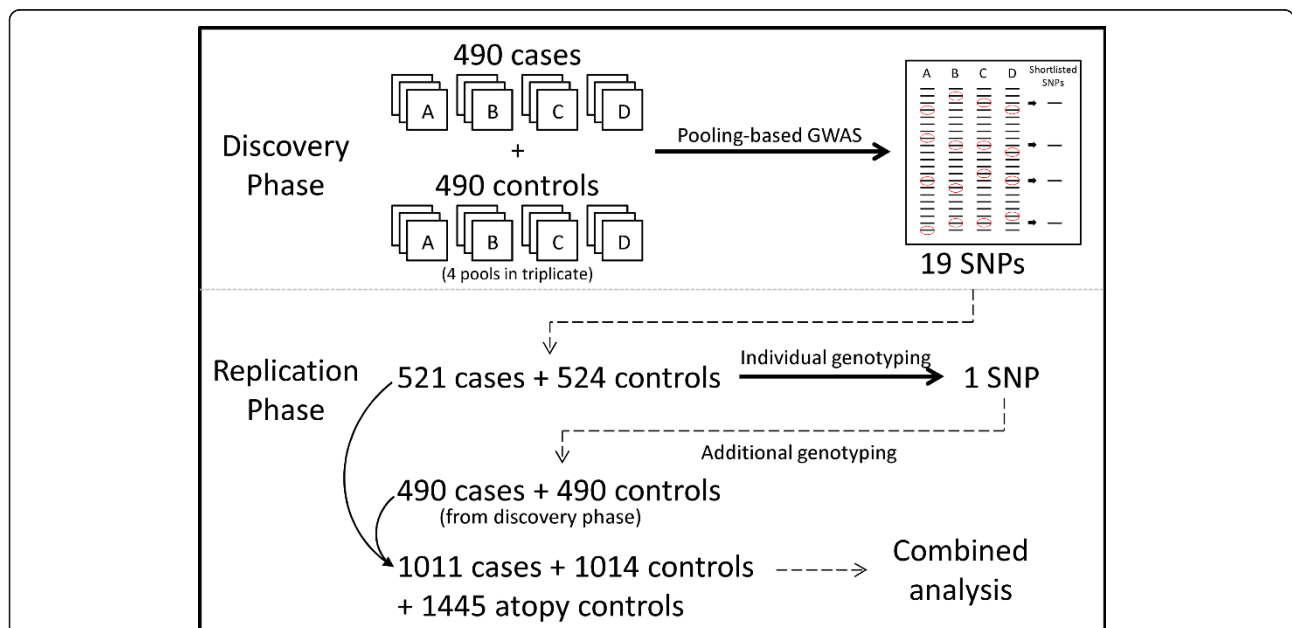 490 cases
A B C D
+
490 controls
A B C D
(4 pools in triplicate)
Discovery
Phase
Pooling-based GWAS
A B C D Shortlisted
SNPs
19 SNPs
Replication
Phase
521 cases + 524 controls
Individual genotyping
1 SNP
Additional genotyping
490 cases + 490 controls
(from discovery phase)
1011 cases + 1014 controls
+ 1445 atopy controls
Combined
analysis